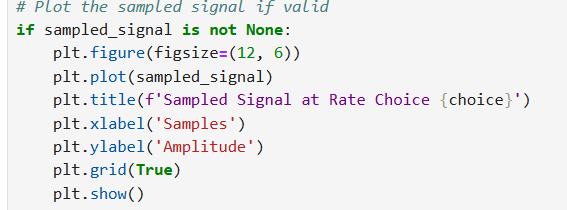 # Plot the sampled signal if valid
if sampled_signal is not None:
    plt.figure(figsize=(12, 6))
    plt.plot(sampled_signal)
    plt.title(f'Sampled Signal at Rate Choice {choice}')
    plt.xlabel('Samples')
    plt.ylabel('Amplitude')
    plt.grid(True)
    plt.show()